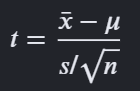 t = (x̄ − μ) / (s/√n)